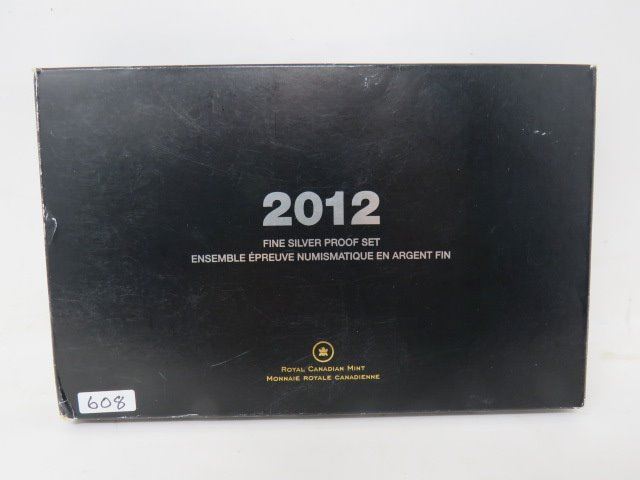 2012
FINE SILVER PROOF SET
ENSEMBLE ÉPREUVE NUMISMATIQUE EN ARGENT FIN
ROYAL CANADIAN MINT
MONNAIE ROYALE CANADIENNE
608